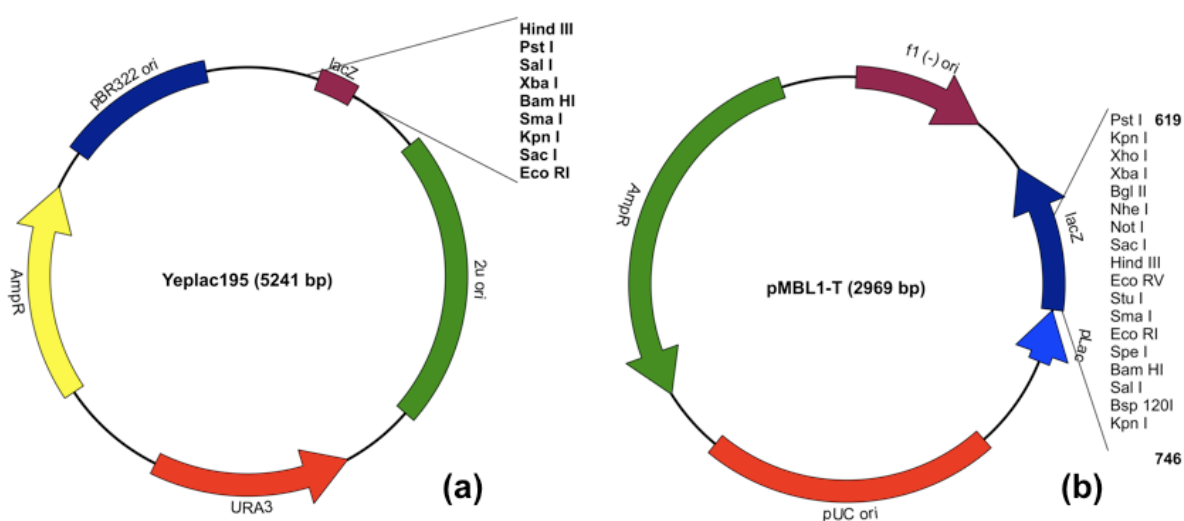 Hind III
Pst I
Sal I
Xba I
Bam HI
Sma I
Kpn I
Sac I
Eco RI
pBR322 ori
lacZ
2u ori
URA3
AmpR
Yeplac195 (5241 bp)
(a)
f1 (-) ori
Pst I 619
Kpn I
Xho I
Xba I
Bgl II
Nhe I
Not I
Sac I
Hind III
Eco RV
Stu I
Sma I
Eco RI
Spe I
Bam HI
Sal I
Bsp 120I
Kpn I
746
lacZ
pLac
pUC ori
AmpR
pMBL1-T (2969 bp)
(b)